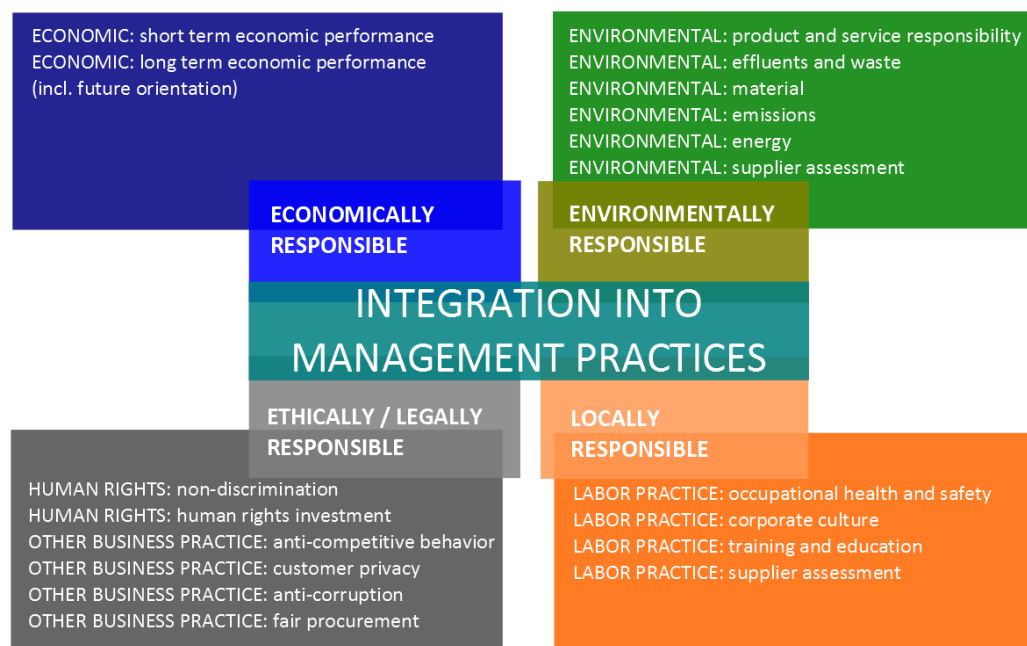 ECONOMIC: short term economic performance
ECONOMIC: long term economic performance
(incl. future orientation)
ENVIRONMENTAL: product and service responsibility
ENVIRONMENTAL: effluents and waste
ENVIRONMENTAL: material
ENVIRONMENTAL: emissions
ENVIRONMENTAL: energy
ENVIRONMENTAL: supplier assessment
ECONOMICALLY
RESPONSIBLE
ENVIRONMENTALLY
RESPONSIBLE
INTEGRATION INTO
MANAGEMENT PRACTICES
ETHICALLY / LEGALLY
RESPONSIBLE
LOCALLY
RESPONSIBLE
HUMAN RIGHTS: non-discrimination
HUMAN RIGHTS: human rights investment
OTHER BUSINESS PRACTICE: anti-competitive behavior
OTHER BUSINESS PRACTICE: customer privacy
OTHER BUSINESS PRACTICE: anti-corruption
OTHER BUSINESS PRACTICE: fair procurement
LABOR PRACTICE: occupational health and safety
LABOR PRACTICE: corporate culture
LABOR PRACTICE: training and education
LABOR PRACTICE: supplier assessment